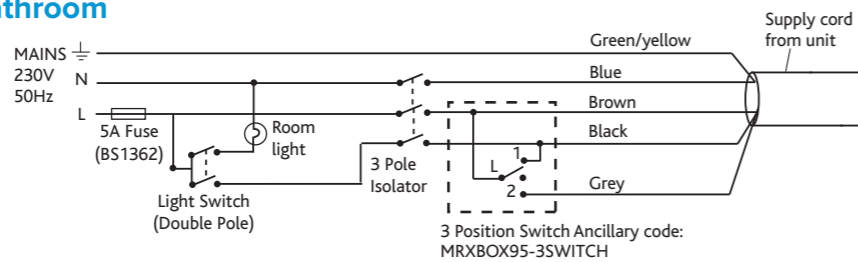 athroom
MAINS
230V
50Hz
N
L
5A Fuse
(BS1362)
Room
light
Light Switch
(Double Pole)
3 Pole
Isolator
L
1
2
Green/yellow
Blue
Brown
Black
Grey
Supply cord
from unit
3 Position Switch Ancillary code:
MRXBOX95-3SWITCH